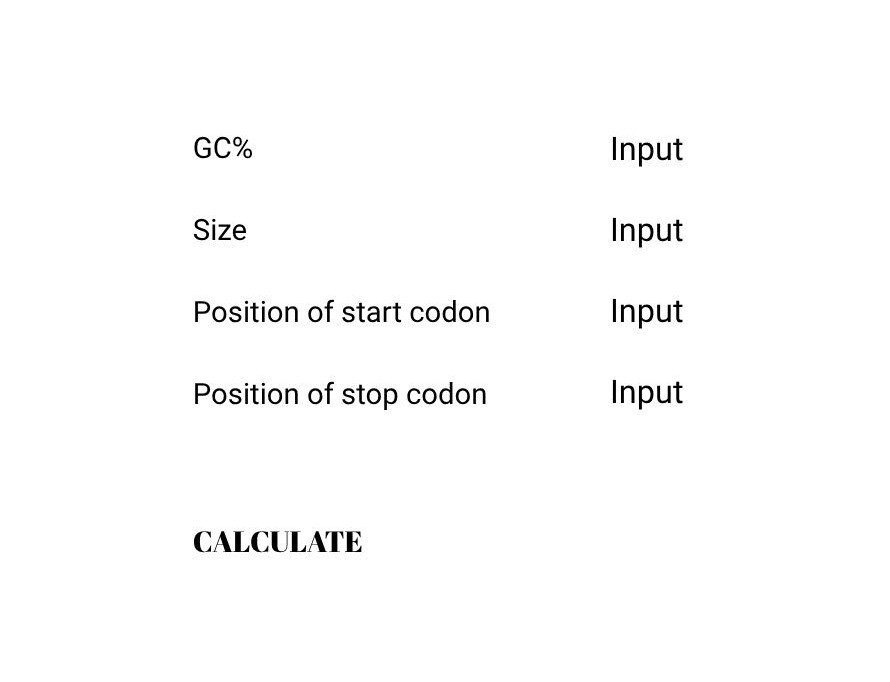 GC% Input
Size Input
Position of start codon Input
Position of stop codon Input
CALCULATE